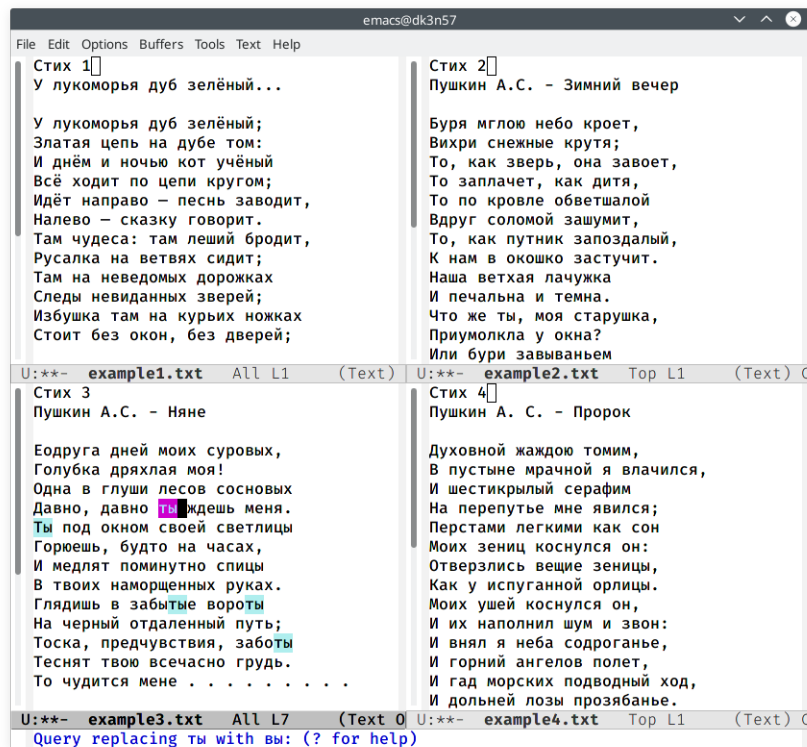 emacs@dk3n57
File Edit Options Buffers Tools Text Help
Стих 1
У лукоморья дуб зелёный...
У лукоморья дуб зелёный;
Златая цепь на дубе том:
И днём и ночью кот учёный
Всё ходит по цепи кругом;
Идёт направо — песнь заводит,
Налево — сказку говорит.
Там чудеса: там леший бродит,
Русалка на ветвях сидит;
Там на неведомых дорожках
Следы невиданных зверей;
Избушка там на курьих ножках
Стоит без окон, без дверей;
U:**-  example1.txt   All L1     (Text)
Стих 2
Пушкин А.С. - Зимний вечер
Буря мглою небо кроет,
Вихри снежные крутя;
То, как зверь, она завоет,
То заплачет, как дитя,
То по кровле обветшалой
Вдруг соломой зашумит,
То, как путник запоздалый,
К нам в окошко застучит.
Наша ветхая лачужка
И печальна и темна.
Что же ты, моя старушка,
Приумолкла у окна?
Или бури завываньем
U:**-  example2.txt   Top L1     (Text)
Стих 3
Пушкин А.С. - Няне
Еодруга дней моих суровых,
Голубка дряхлая моя!
Одна в глуши лесов сосновых
Давно, давно ты ждешь меня.
Ты под окном своей светлицы
Горюешь, будто на часах,
И медлят поминутно спицы
В твоих наморщенных руках.
Глядишь в забытые вороты
На черный отдаленный путь;
Тоска, предчувствия, заботы
Теснят твою всечасно грудь.
То чудится мне . . . . . . . . .
U:**-  example3.txt   All L7     (Text O
Стих 4
Пушкин А. С. - Пророк
Духовной жаждою томим,
В пустыне мрачной я влачился,
И шестикрылый серафим
На перепутье мне явился;
Перстами легкими как сон
Моих зениц коснулся он:
Отверзлись вещие зеницы,
Как у испуганной орлицы.
Моих ушей коснулся он,
И их наполнил шум и звон:
И внял я неба содроганье,
И горний ангелов полет,
И гад морских подводный ход,
И дольней лозы прозябанье.
U:**-  example4.txt   Top L1     (Text)
Query replacing ты with вы: (? for help)